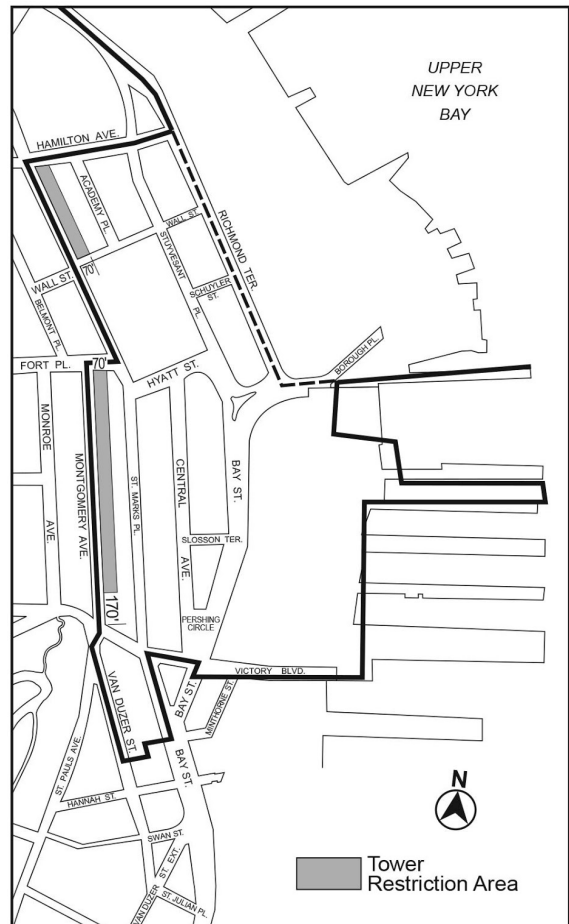 UPPER
NEW YORK
BAY
HAMILTON AVE.
ACADEMY PL.
WALL ST.
STUYVESANT
PL.
RICHMOND TER.
SCHUYLER
ST.
WALL ST.
70'
BELMONT PL.
BOROUGH PL.
FORT PL.
70'
HYATT ST.
MONROE
AVE.
MONTGOMERY AVE.
ST. MARKS PL.
CENTRAL
AVE.
BAY ST.
SLOSSON TER.
170'
PERSHING
CIRCLE
VICTORY BLVD.
VAN DUZER ST.
BAY ST.
MINTHORNE ST.
BAY ST.
ST. PAULS AVE.
HANNAH ST.
SWAN ST.
VAN DUZER
ST. EXT.
ST. JULIAN PL.
N
Tower
Restriction Area